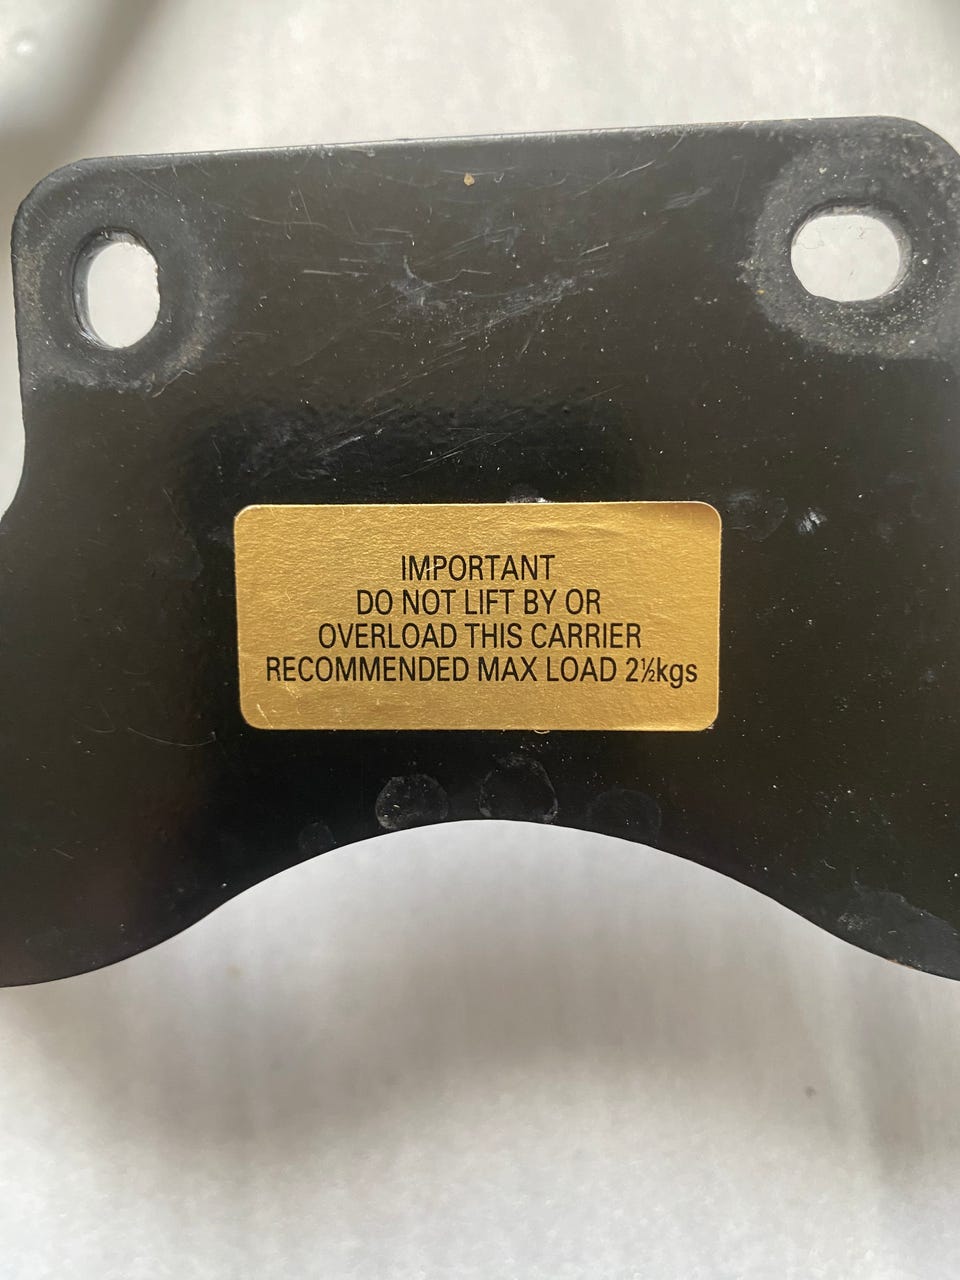 IMPORTANT
DO NOT LIFT BY OR
OVERLOAD THIS CARRIER
RECOMMENDED MAX LOAD 2½kgs